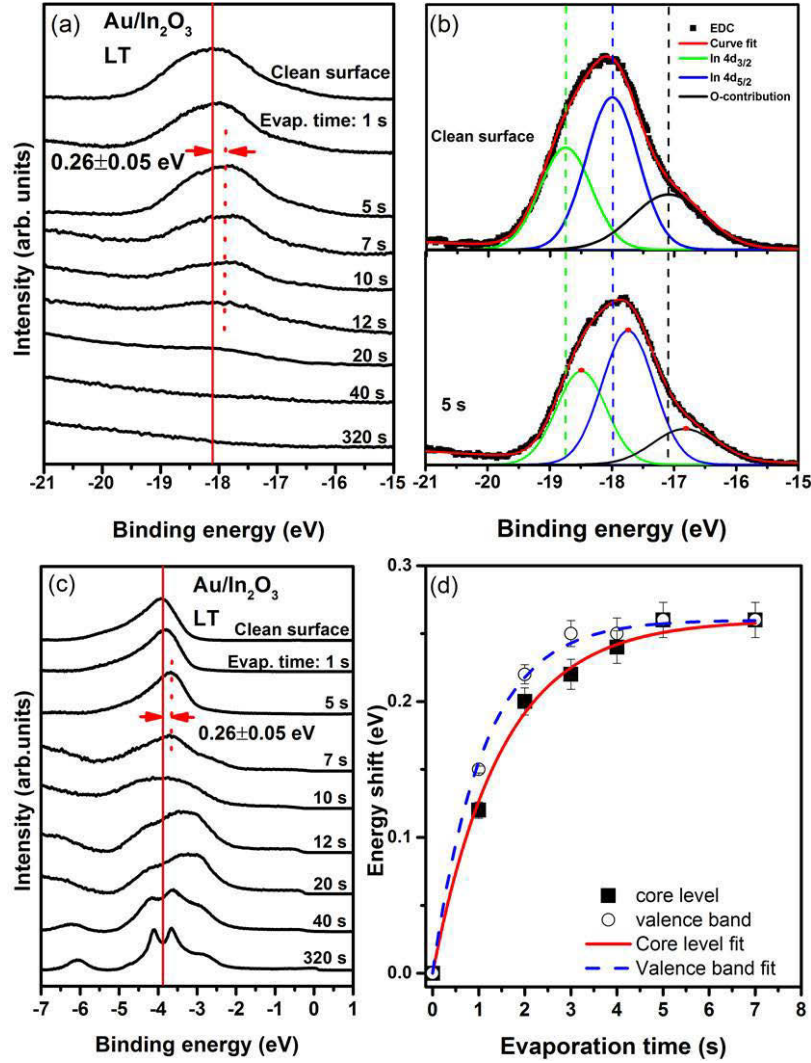 (a)
Au/In₂O₃
LT
Clean surface
Evap. time: 1 s
0.26±0.05 eV
5 s
7 s
10 s
12 s
20 s
40 s
320 s
Intensity (arb. units)
-21 -20 -19 -18 -17 -16 -15
Binding energy (eV)
(b)
EDC
Curve fit
In 4d₃/₂
In 4d₅/₂
O-contribution
Clean surface
5 s
-21 -20 -19 -18 -17 -16 -15
Binding energy (eV)
(c)
Au/In₂O₃
LT
Clean surface
Evap. time: 1 s
5 s
0.26±0.05 eV
7 s
10 s
12 s
20 s
40 s
320 s
Intensity (arb.units)
-7 -6 -5 -4 -3 -2 -1 0 1
Binding energy (eV)
(d)
0.3
0.2
0.1
0.0
Energy shift (eV)
core level
valence band
Core level fit
Valence band fit
0 1 2 3 4 5 6 7 8
Evaporation time (s)